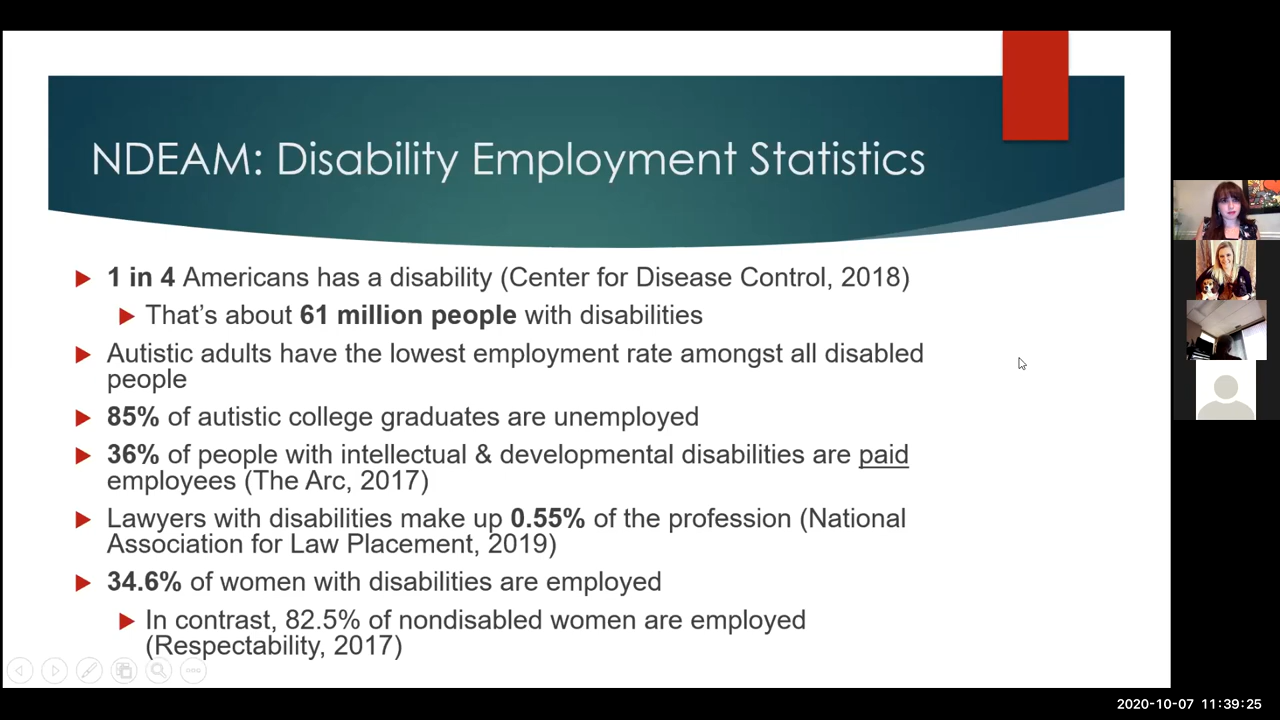 NDEAM: Disability Employment Statistics
1 in 4 Americans has a disability (Center for Disease Control, 2018)
That's about 61 million people with disabilities
Autistic adults have the lowest employment rate amongst all disabled
people
85% of autistic college graduates are unemployed
36% of people with intellectual & developmental disabilities are paid
employees (The Arc, 2017)
Lawyers with disabilities make up 0.55% of the profession (National
Association for Law Placement, 2019)
34.6% of women with disabilities are employed
In contrast, 82.5% of nondisabled women are employed
(Respectability, 2017)
2020-10-07 11:39:25